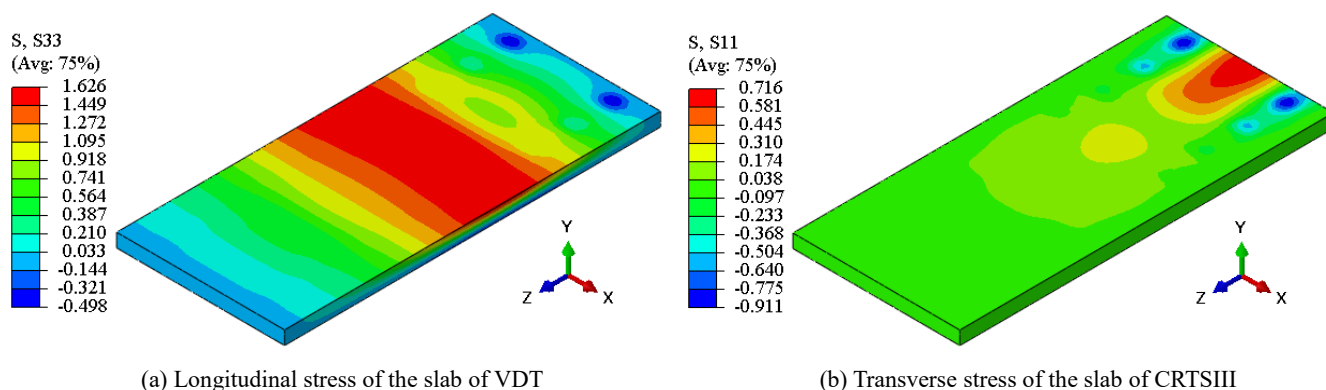 S, S33
(Avg: 75%)
1.626
1.449
1.272
1.095
0.918
0.741
0.564
0.387
0.210
0.033
-0.144
-0.321
-0.498
Y
Z
X
(a) Longitudinal stress of the slab of VDT
S, S11
(Avg: 75%)
0.716
0.581
0.445
0.310
0.174
0.038
-0.097
-0.233
-0.368
-0.504
-0.640
-0.775
-0.911
Y
Z
X
(b) Transverse stress of the slab of CRTSIII